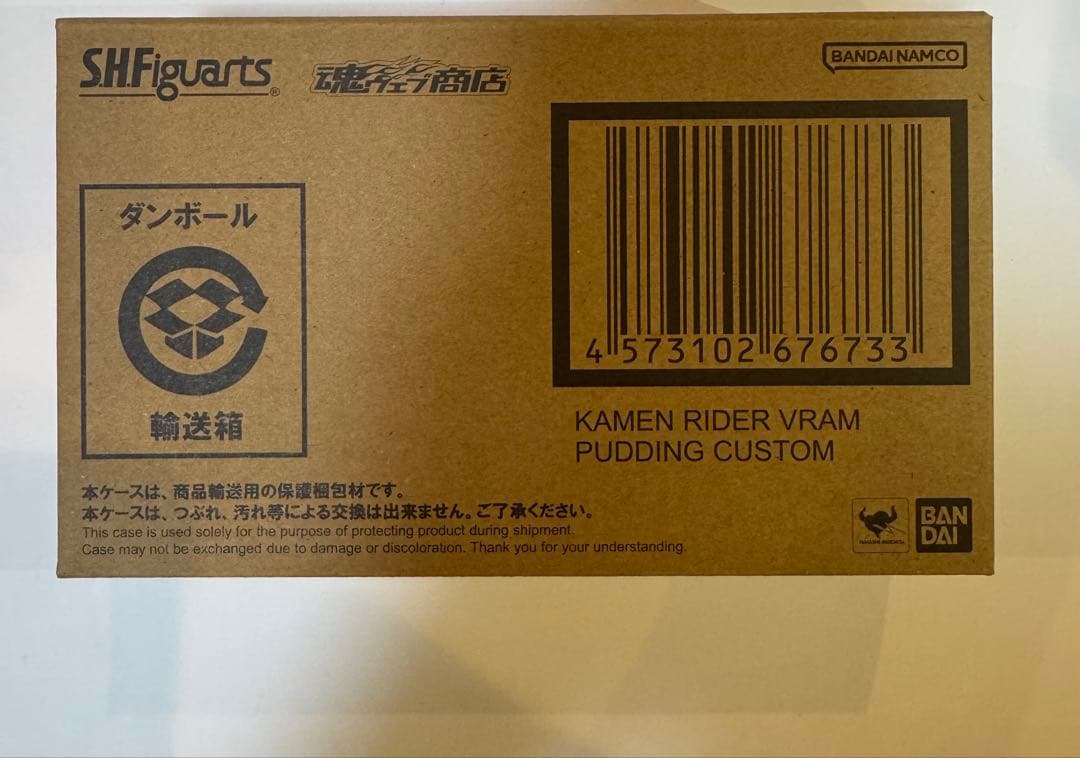 S.H.Figuarts®
魂ウェブ商店
BANDAI NAMCO
ダンボール
輸送箱
4 573102 676733
KAMEN RIDER VRAM
PUDDING CUSTOM
本ケースは、商品輸送用の保護梱包材です。
本ケースは、つぶれ、汚れ等による交換は出来ません。ご了承ください。
This case is used solely for the purpose of protecting product during shipment.
Case may not be exchanged due to damage or discoloration. Thank you for your understanding.
BAN
DAI